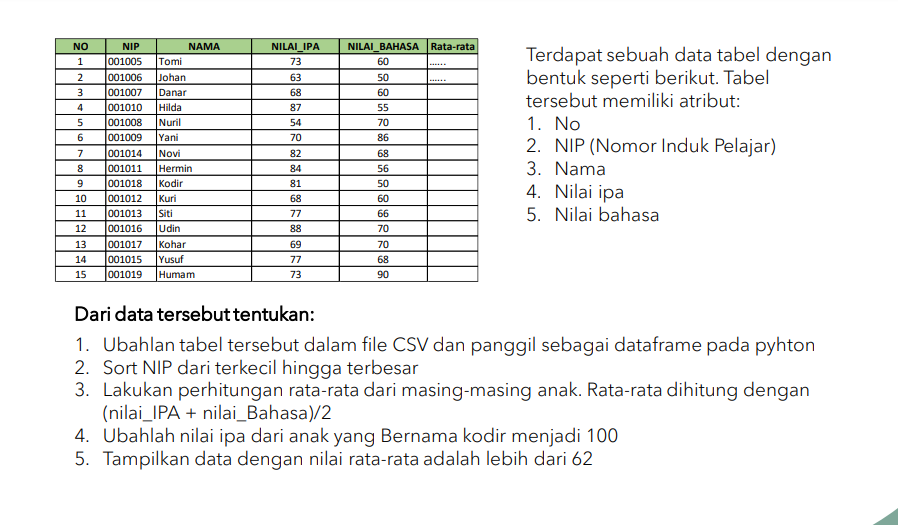 NO NIP NAMA NILAI_IPA NILAI_BAHASA Rata-rata
1 001005 Tomi 73 60 ......
2 001006 Johan 63 50 ......
3 001007 Danar 68 60
4 001010 Hilda 87 55
5 001008 Nuril 54 70
6 001009 Yani 70 86
7 001014 Novi 82 68
8 001011 Hermin 84 56
9 001018 Kodir 81 50
10 001012 Kuri 68 60
11 001013 Siti 77 66
12 001016 Udin 88 70
13 001017 Kohar 69 70
14 001015 Yusuf 77 68
15 001019 Humam 73 90
Terdapat sebuah data tabel dengan
bentuk seperti berikut. Tabel
tersebut memiliki atribut:
1. No
2. NIP (Nomor Induk Pelajar)
3. Nama
4. Nilai ipa
5. Nilai bahasa
Dari data tersebut tentukan:
1. Ubahlan tabel tersebut dalam file CSV dan panggil sebagai dataframe pada pyhton
2. Sort NIP dari terkecil hingga terbesar
3. Lakukan perhitungan rata-rata dari masing-masing anak. Rata-rata dihitung dengan
(nilai_IPA + nilai_Bahasa)/2
4. Ubahlah nilai ipa dari anak yang Bernama kodir menjadi 100
5. Tampilkan data dengan nilai rata-rata adalah lebih dari 62